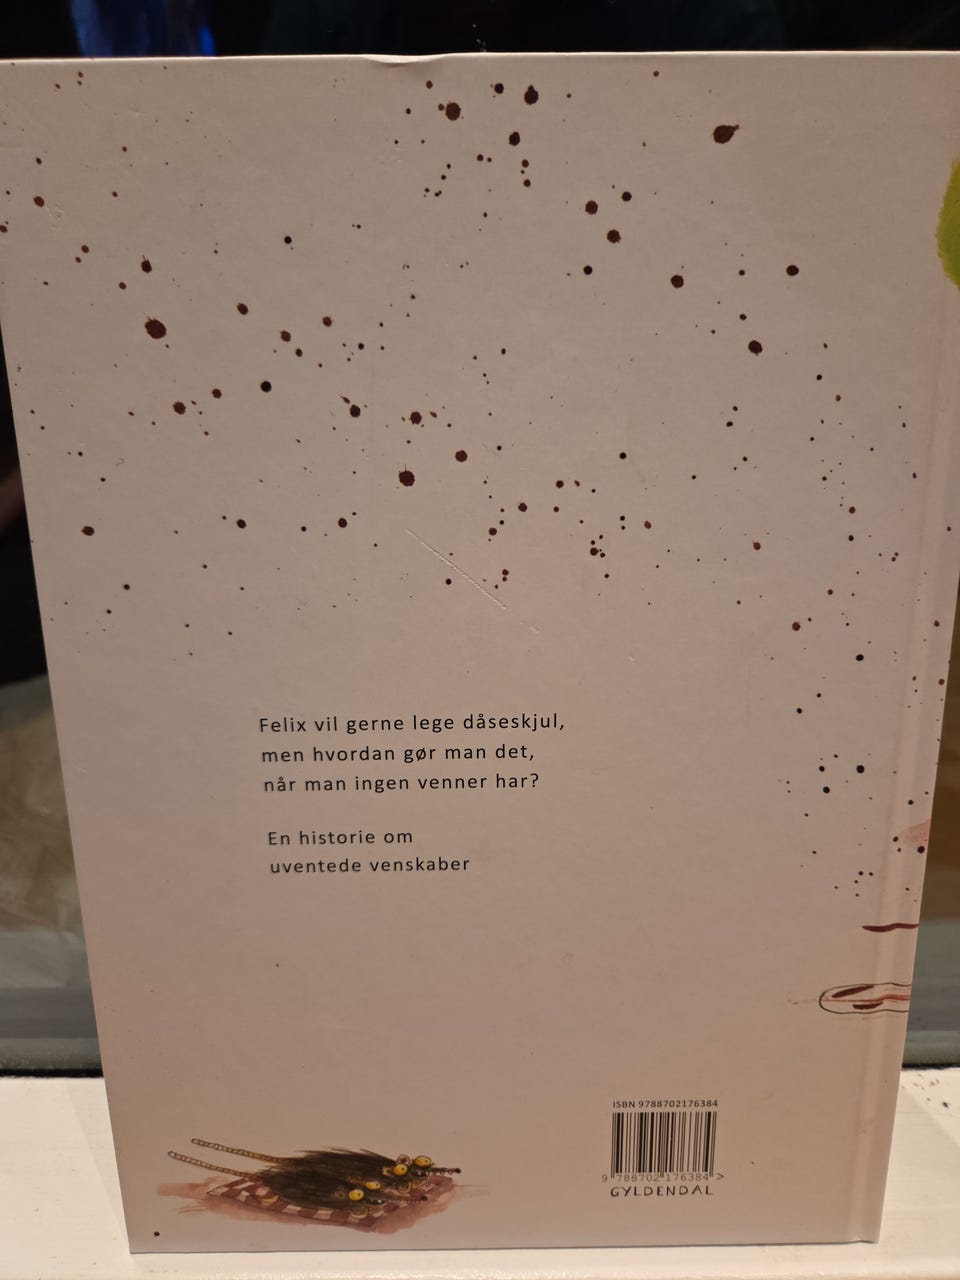 Felix vil gerne lege dåseskjul,
men hvordan gør man det,
når man ingen venner har?
En historie om
uventede venskaber
ISBN 9788702176384
9 788702 176384 >
GYLDENDAL